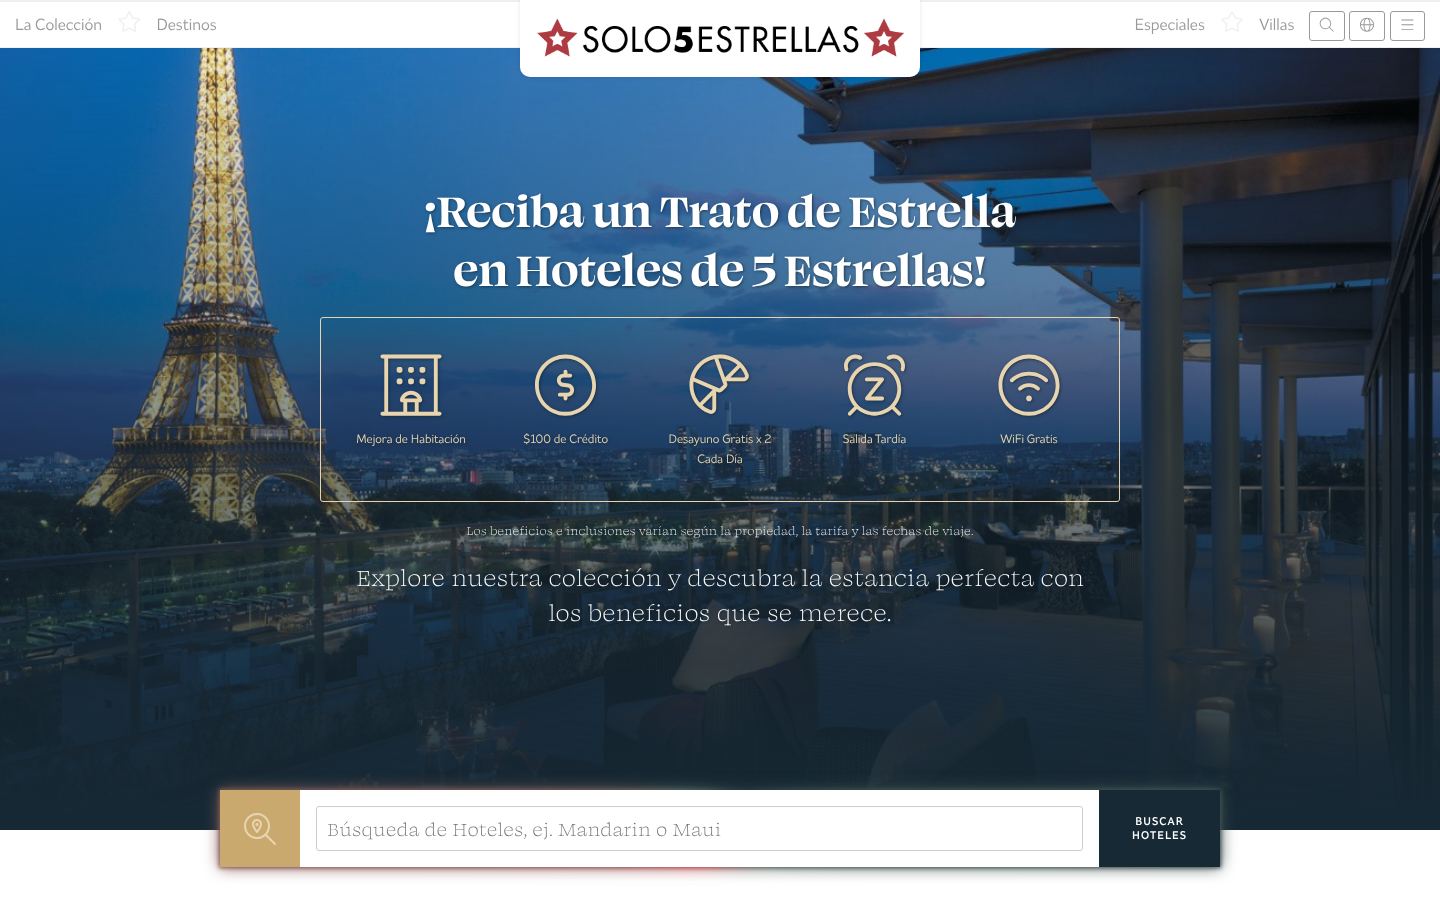 La Colección
Destinos
SOLO5ESTRELLAS
Especiales
Villas
¡Reciba un Trato de Estrella
en Hoteles de 5 Estrellas!
Mejora de Habitación
$100 de Crédito
Desayuno Gratis x 2
Cada Día
Salida Tardía
WiFi Gratis
Los beneficios e inclusiones varían según la propiedad, la tarifa y las fechas de viaje.
Explore nuestra colección y descubra la estancia perfecta con
los beneficios que se merece.
Búsqueda de Hoteles, ej. Mandarin o Maui
BUSCAR
HOTELES